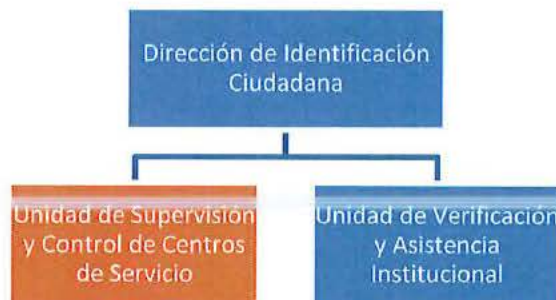 Dirección de Identificación
Ciudadana
Unidad de Supervisión
y Control de Centros
de Servicio
Unidad de Verificación
y Asistencia
Institucional